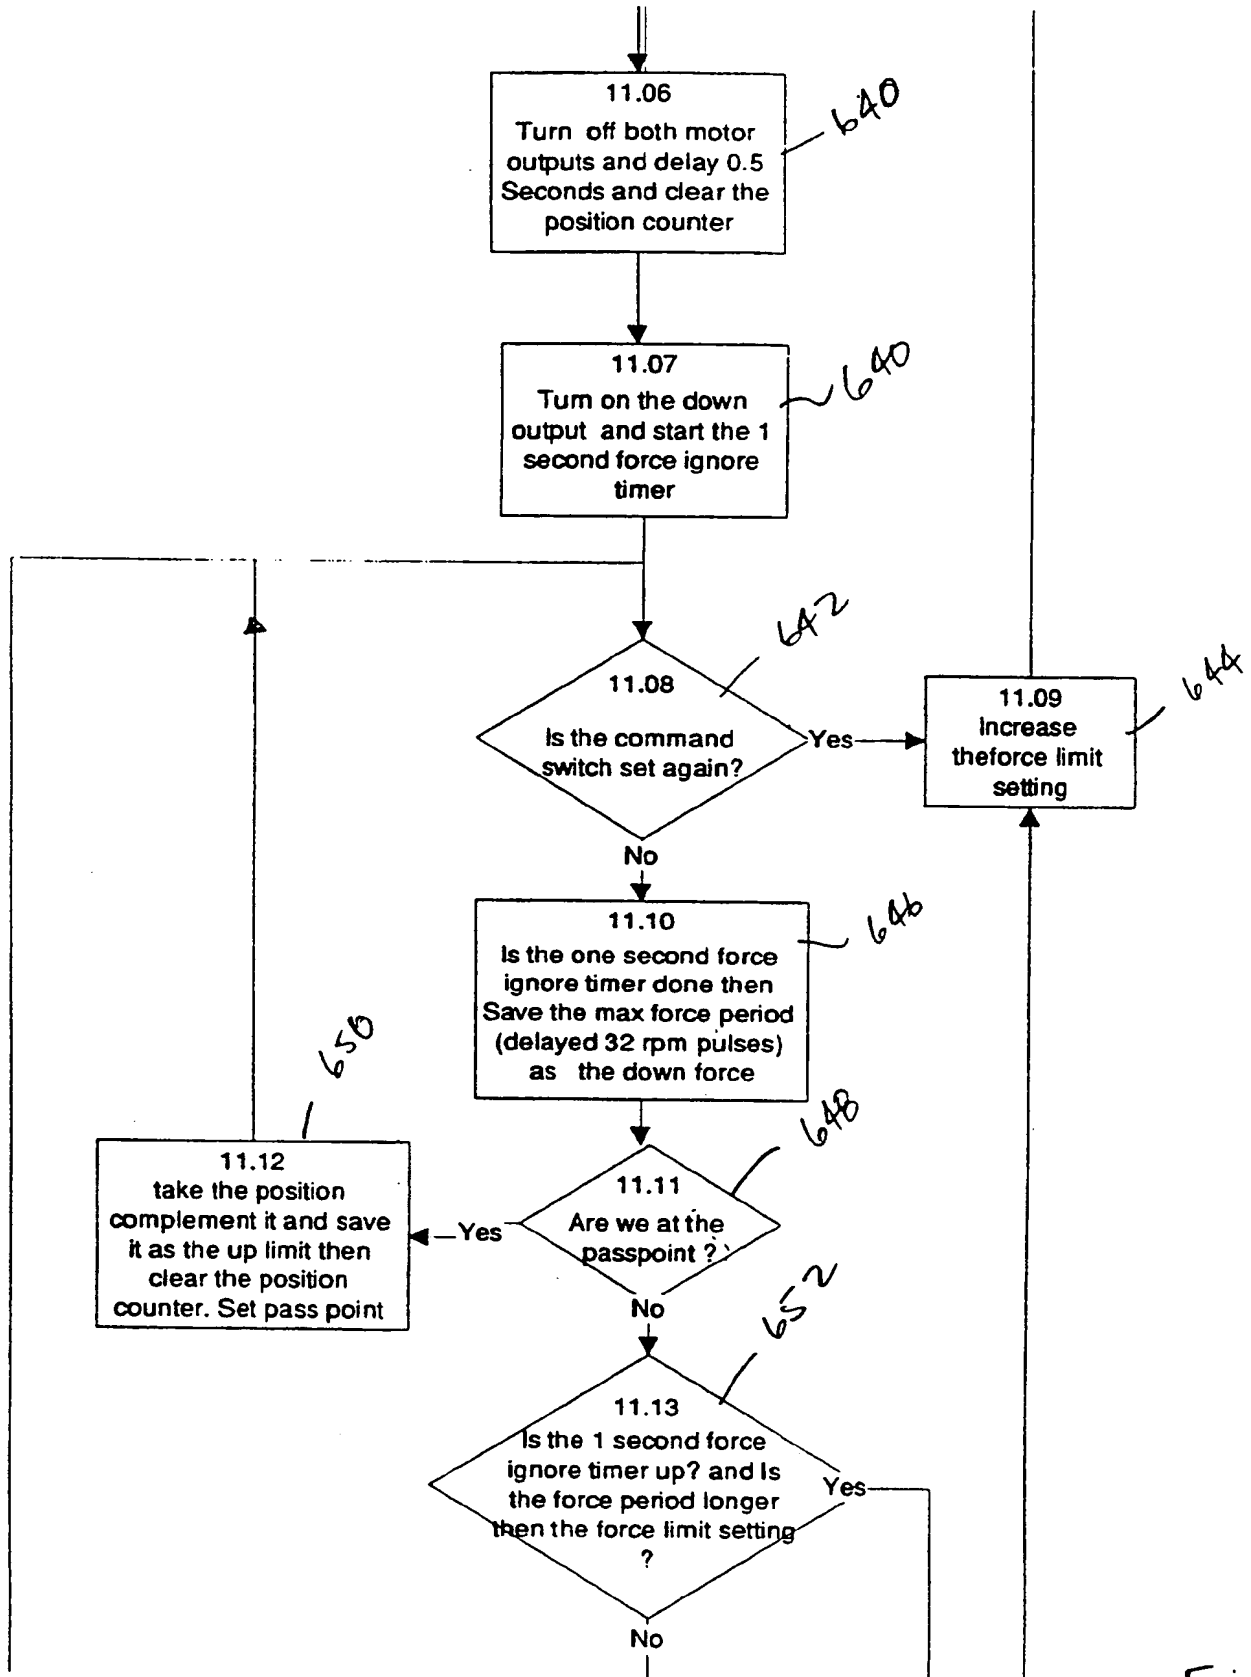 11.06
Turn off both motor
outputs and delay 0.5
Seconds and clear the
position counter
640
11.07
Turn on the down
output and start the 1
second force ignore
timer
640
11.08
Is the command
switch set again?
642
Yes
11.09
Increase
theforce limit
setting
644
No
11.10
Is the one second force
ignore timer done then
Save the max force period
(delayed 32 rpm pulses)
as the down force
646
650
11.12
take the position
complement it and save
it as the up limit then
clear the position
counter. Set pass point
Yes
11.11
Are we at the
passpoint ?
648
No
11.13
Is the 1 second force
ignore timer up? and Is
the force period longer
then the force limit setting
?
652
Yes
No